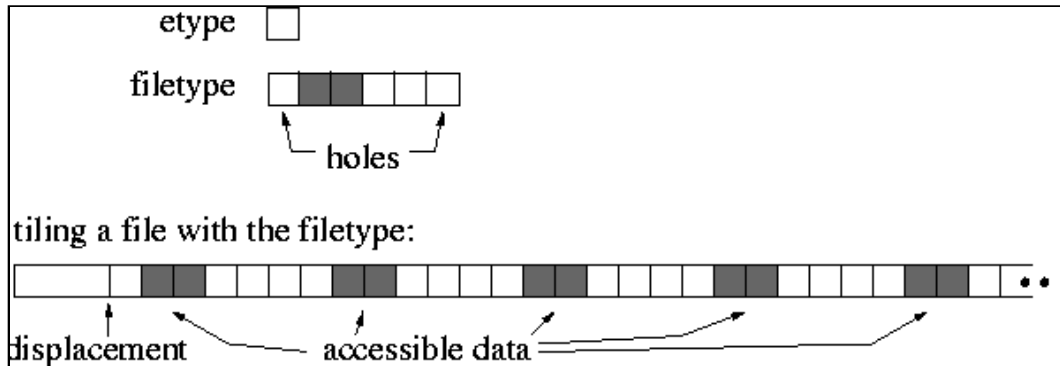 etype
filetype
holes
tiling a file with the filetype:
displacement
accessible data